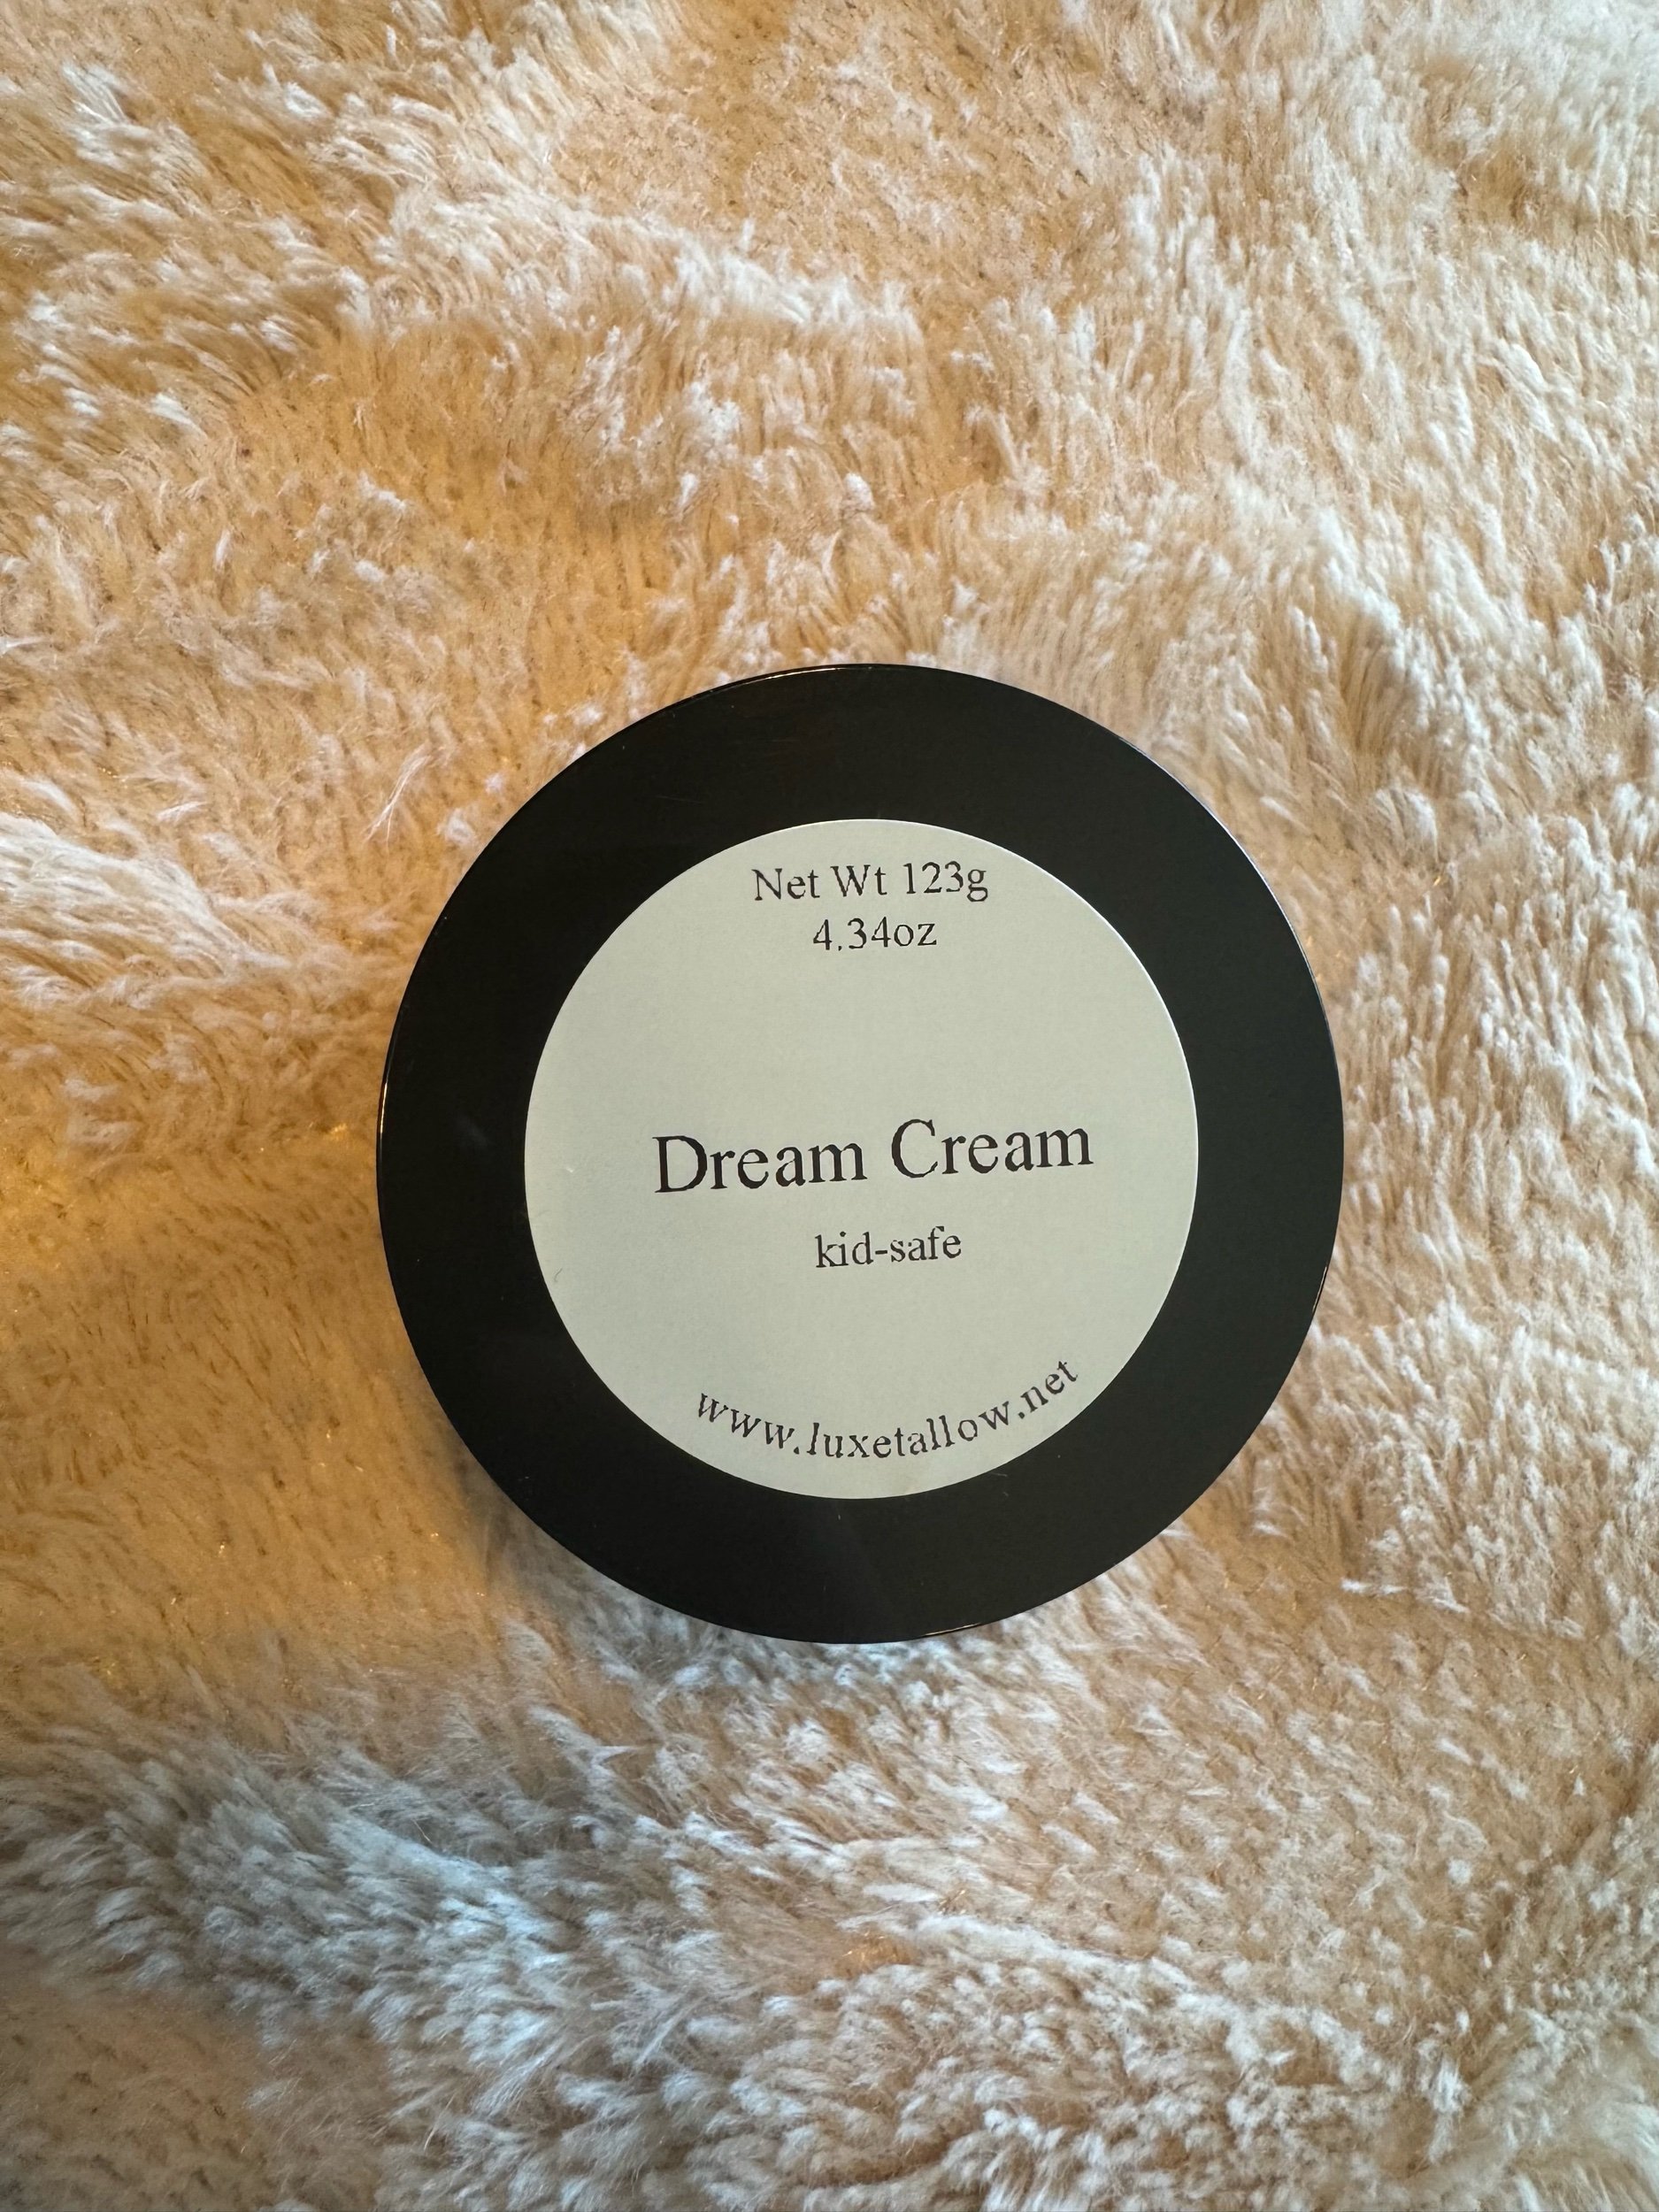 Net Wt 123g
4.34oz
Dream Cream
kid-safe
www.luxetallow.net